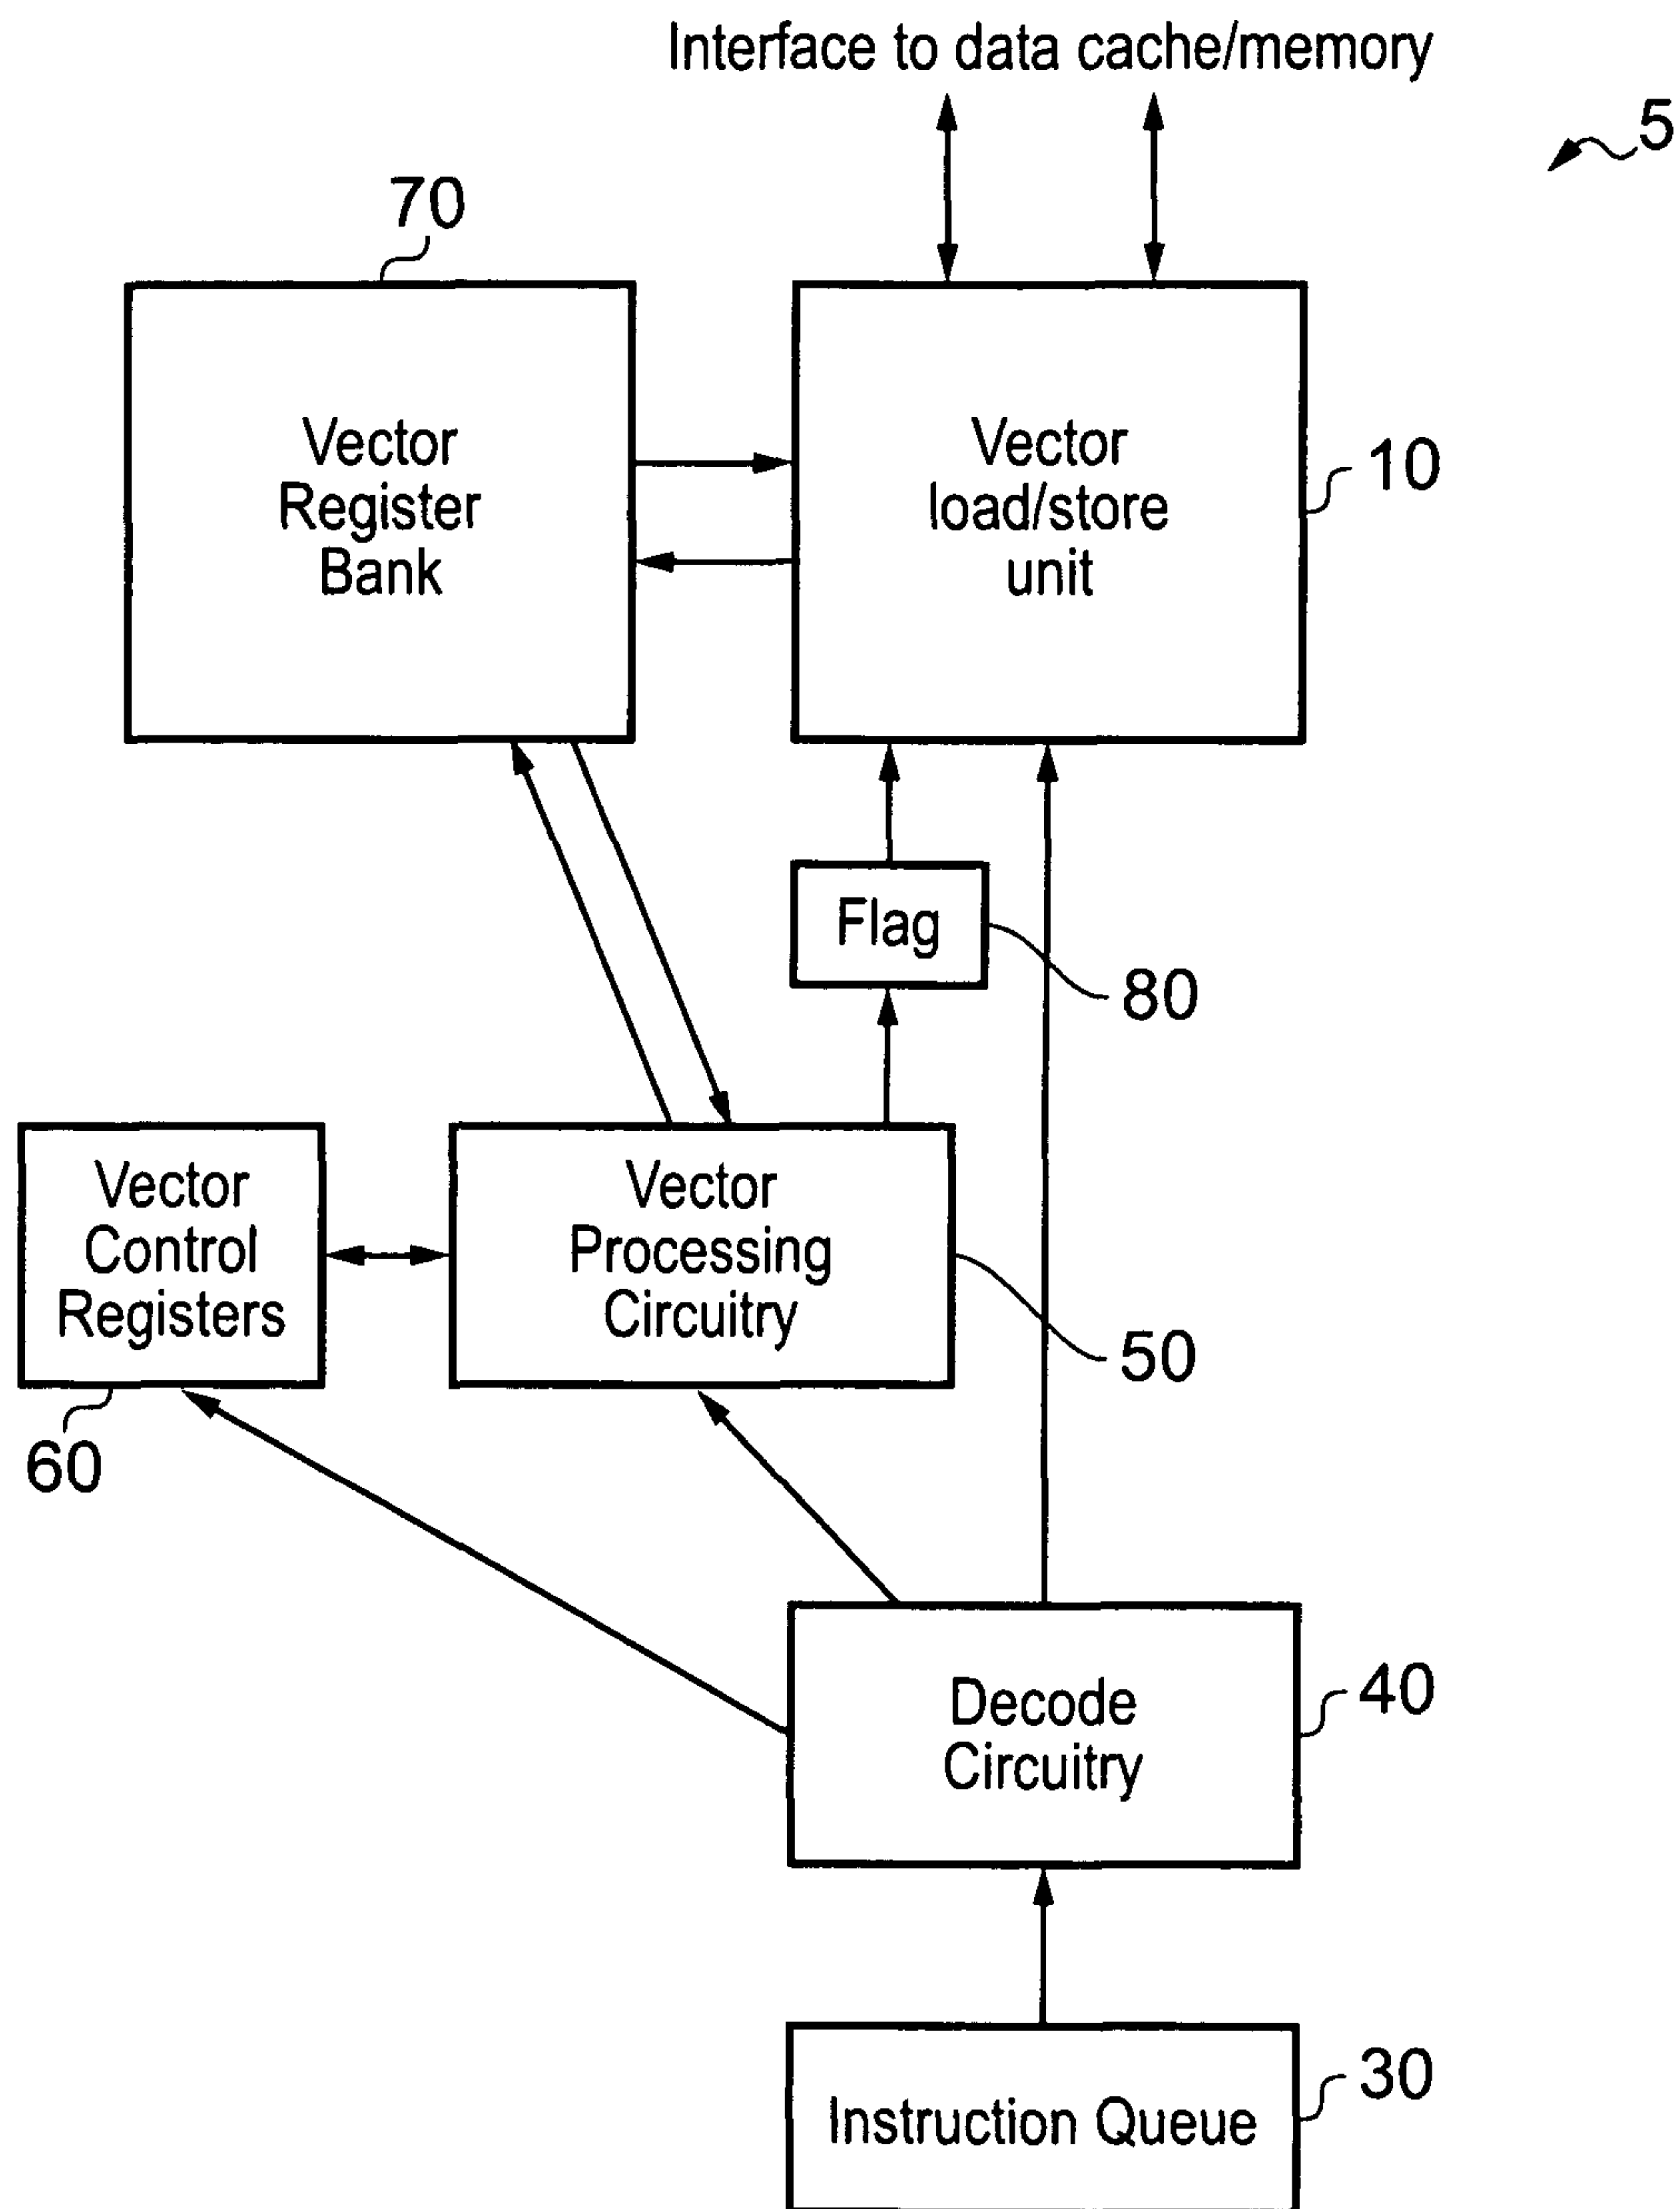 Interface to data cache/memory
5
70
Vector
Register
Bank
Vector
load/store
unit
10
Flag
80
Vector
Control
Registers
60
Vector
Processing
Circuitry
50
Decode
Circuitry
40
Instruction Queue
30